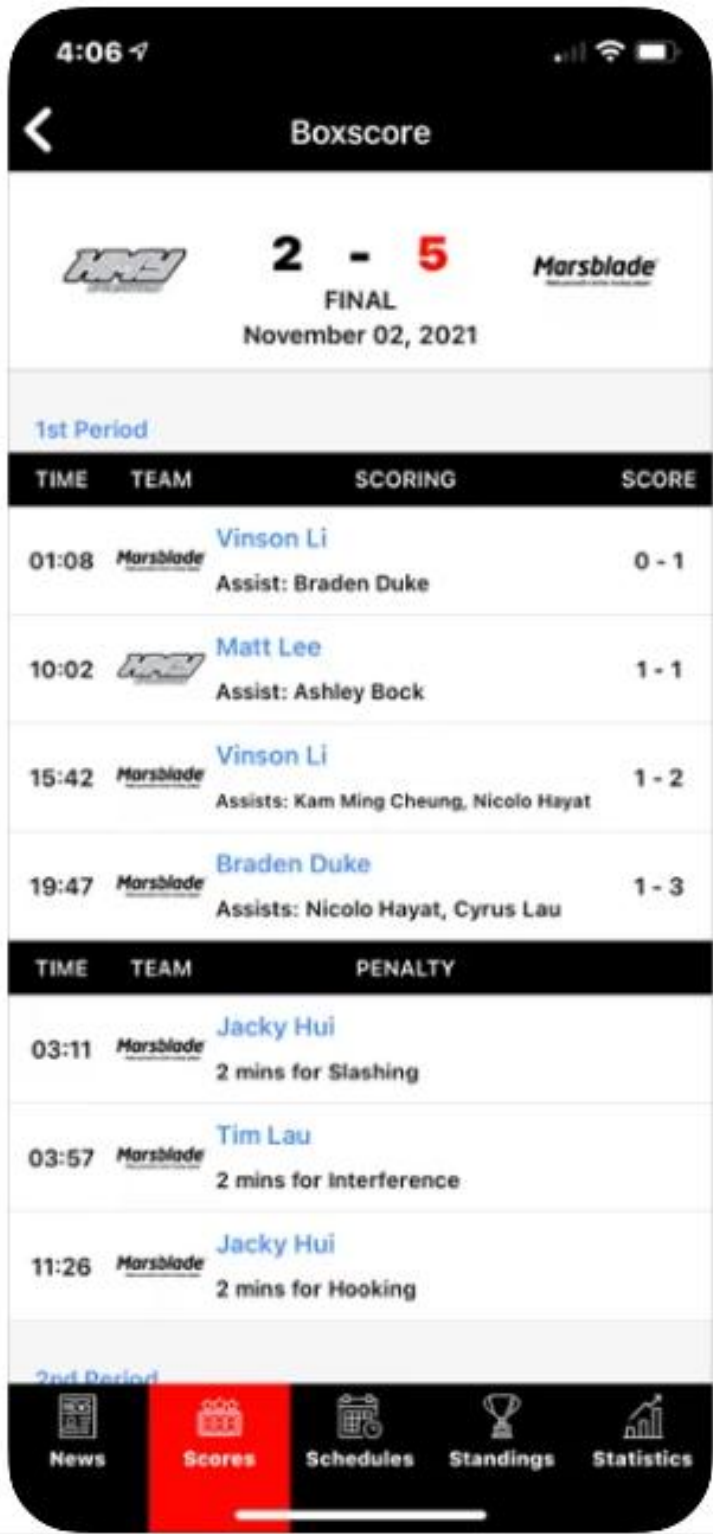 4:06
Boxscore
2 - 5
Marsblade
FINAL
November 02, 2021
1st Period
TIME TEAM SCORING SCORE
Vinson Li
01:08 Marsblade 0 - 1
Assist: Braden Duke
Matt Lee
10:02 1 - 1
Assist: Ashley Bock
Vinson Li
15:42 Marsblade 1 - 2
Assists: Kam Ming Cheung, Nicolo Hayat
Braden Duke
19:47 Marsblade 1 - 3
Assists: Nicolo Hayat, Cyrus Lau
TIME TEAM PENALTY
Jacky Hui
03:11 Marsblade
2 mins for Slashing
Tim Lau
03:57 Marsblade
2 mins for Interference
Jacky Hui
11:26 Marsblade
2 mins for Hooking
2nd Period
News Scores Schedules Standings Statistics